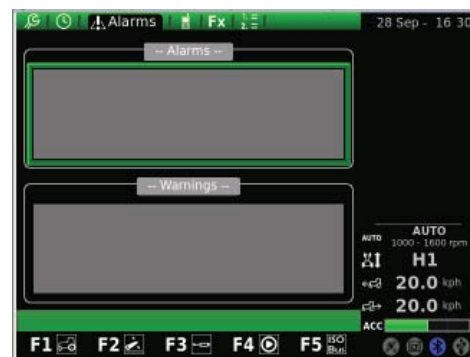 Alarms Fx 28 Sep - 16 30
-- Alarms --
-- Warnings --
AUTO AUTO
1000 - 1600 rpm
H1
20.0 kph
20.0 kph
ACC
F1 F2 F3 F4 F5 ISO
Bus